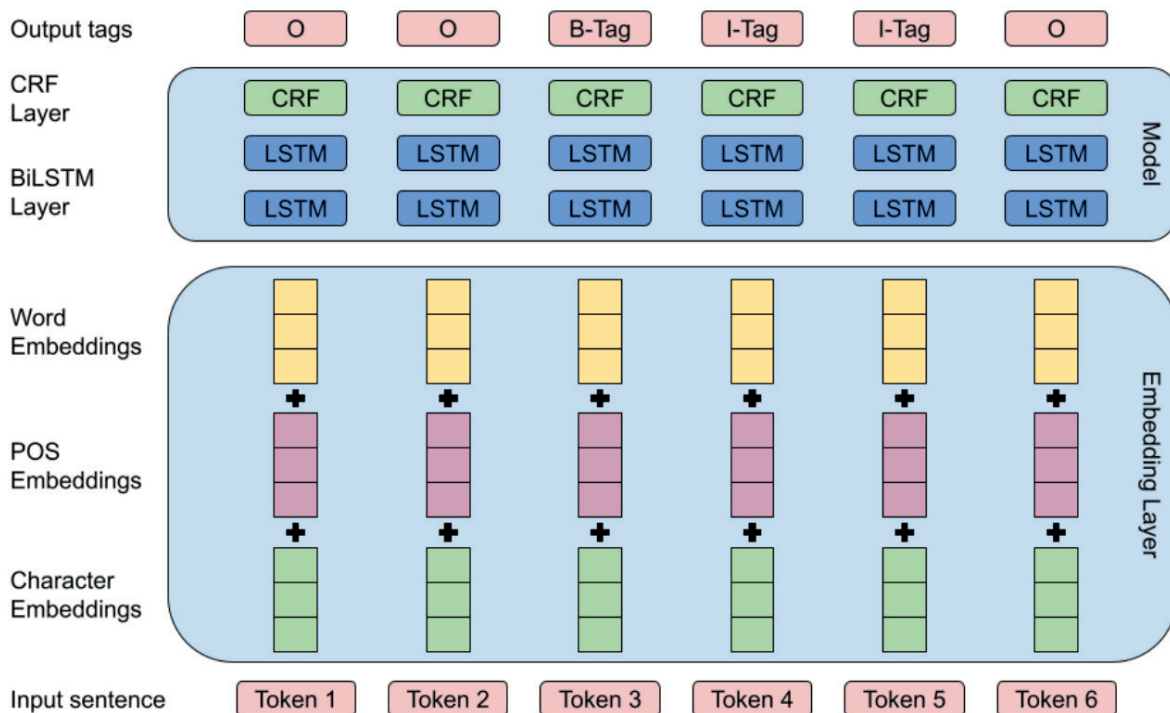 Output tags O O B-Tag I-Tag I-Tag O
CRF
Layer
CRF CRF CRF CRF CRF CRF
LSTM LSTM LSTM LSTM LSTM LSTM
BiLSTM
Layer
LSTM LSTM LSTM LSTM LSTM LSTM
Model
Word
Embeddings
POS
Embeddings
Character
Embeddings
Embedding Layer
Input sentence Token 1 Token 2 Token 3 Token 4 Token 5 Token 6